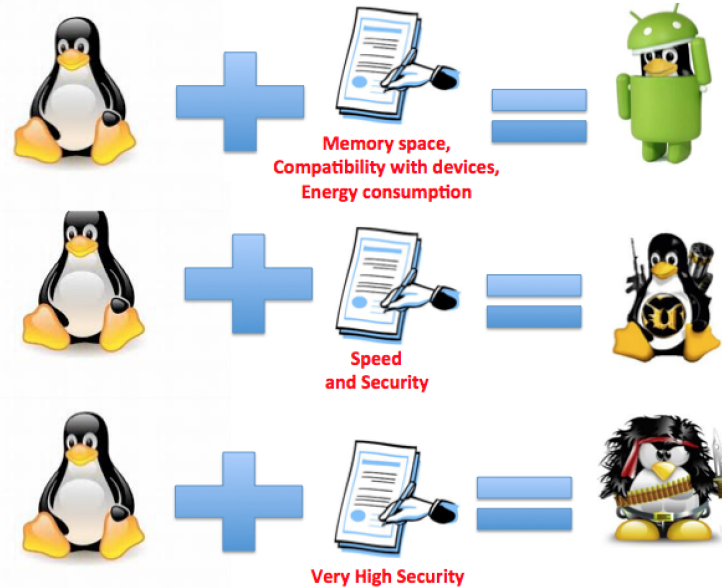 Memory space,
Compatibility with devices,
Energy consumption
Speed
and Security
Very High Security